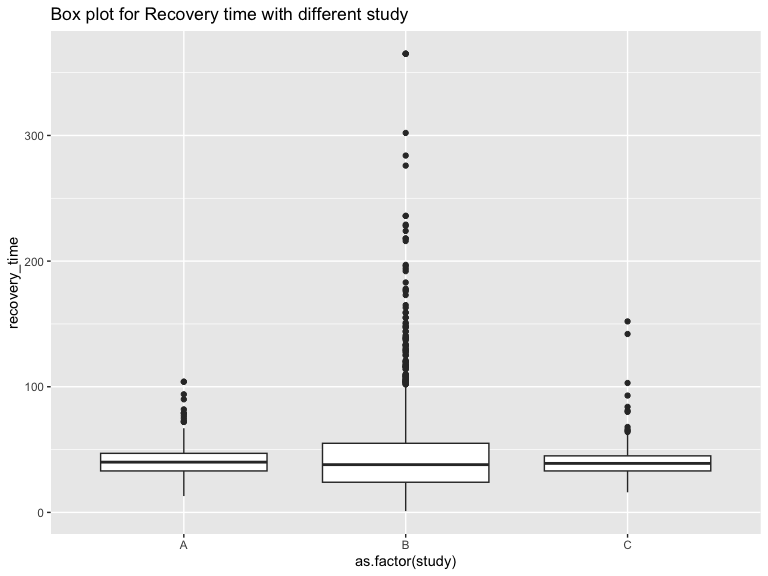 Box plot for Recovery time with different study
recovery_time
300
200
100
0
A
B
C
as.factor(study)